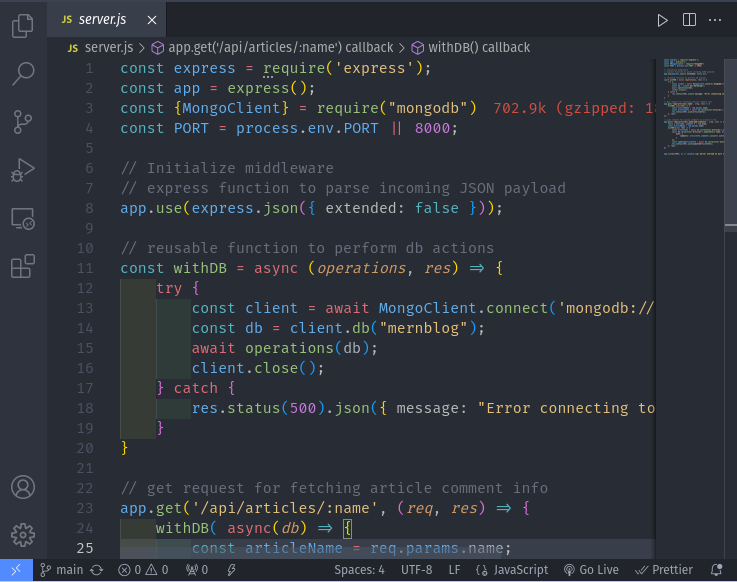 JS server.js
JS server.js > app.get('/api/articles/:name') callback > withDB() callback
1 const express = require('express');
2 const app = express();
3 const {MongoClient} = require("mongodb") 702.9k (gzipped:
4 const PORT = process.env.PORT || 8000;
5
6 // Initialize middleware
7 // express function to parse incoming JSON payload
8 app.use(express.json({ extended: false }));
9
10 // reusable function to perform db actions
11 const withDB = async (operations, res) => {
12 try {
13 const client = await MongoClient.connect('mongodb://
14 const db = client.db("mernblog");
15 await operations(db);
16 client.close();
17 } catch {
18 res.status(500).json({ message: "Error connecting to
19 }
20 }
21
22 // get request for fetching article comment info
23 app.get('/api/articles/:name', (req, res) => {
24 withDB( async(db) => {
25 const articleName = req.params.name;
main 0 0 0 Spaces: 4 UTF-8 LF JavaScript Go Live Prettier